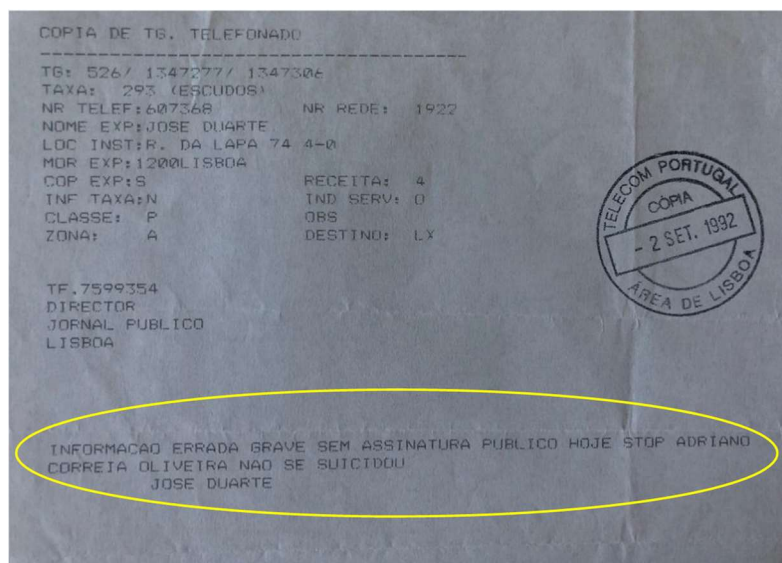 COPIA DE TG. TELEFONADO
TG: 526/ 1347277/ 1347306
TAXA: 293 (ESCUDOS)
NR TELEF:607368 NR REDE: 1922
NOME EXP:JOSE DUARTE
LOC INST:R. DA LAPA 74 4-0
MOR EXP:1200LISBOA
COP EXP:S RECEITA: 4
INF TAXA:N IND SERV: O
CLASSE: P OBS
ZONA: A DESTINO: LX
TELECOM PORTUGAL
CÓPIA
- 2 SET. 1992
ÁREA DE LISBOA
TF.7599354
DIRECTOR
JORNAL PUBLICO
LISBOA
INFORMACAO ERRADA GRAVE SEM ASSINATURA PUBLICO HOJE STOP ADRIANO
CORREIA OLIVEIRA NAO SE SUICIDOU
JOSE DUARTE